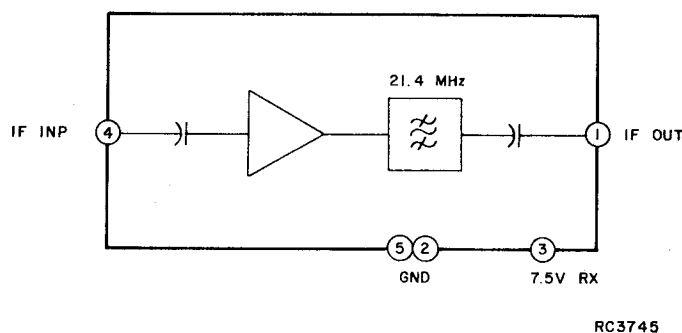 21.4 MHz
IF INP
4
1
IF OUT
5
2
3
GND
7.5V RX
RC3745